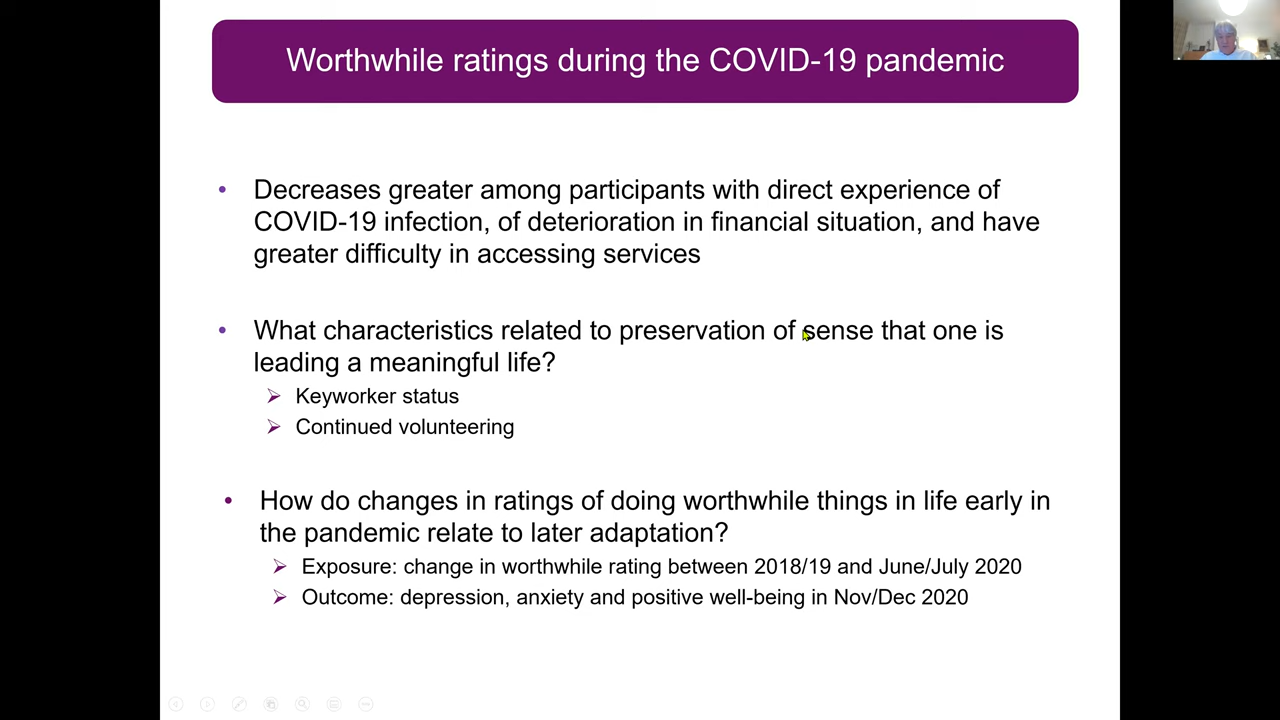 Worthwhile ratings during the COVID-19 pandemic
• Decreases greater among participants with direct experience of
COVID-19 infection, of deterioration in financial situation, and have
greater difficulty in accessing services
• What characteristics related to preservation of sense that one is
leading a meaningful life?
➢ Keyworker status
➢ Continued volunteering
• How do changes in ratings of doing worthwhile things in life early in
the pandemic relate to later adaptation?
➢ Exposure: change in worthwhile rating between 2018/19 and June/July 2020
➢ Outcome: depression, anxiety and positive well-being in Nov/Dec 2020